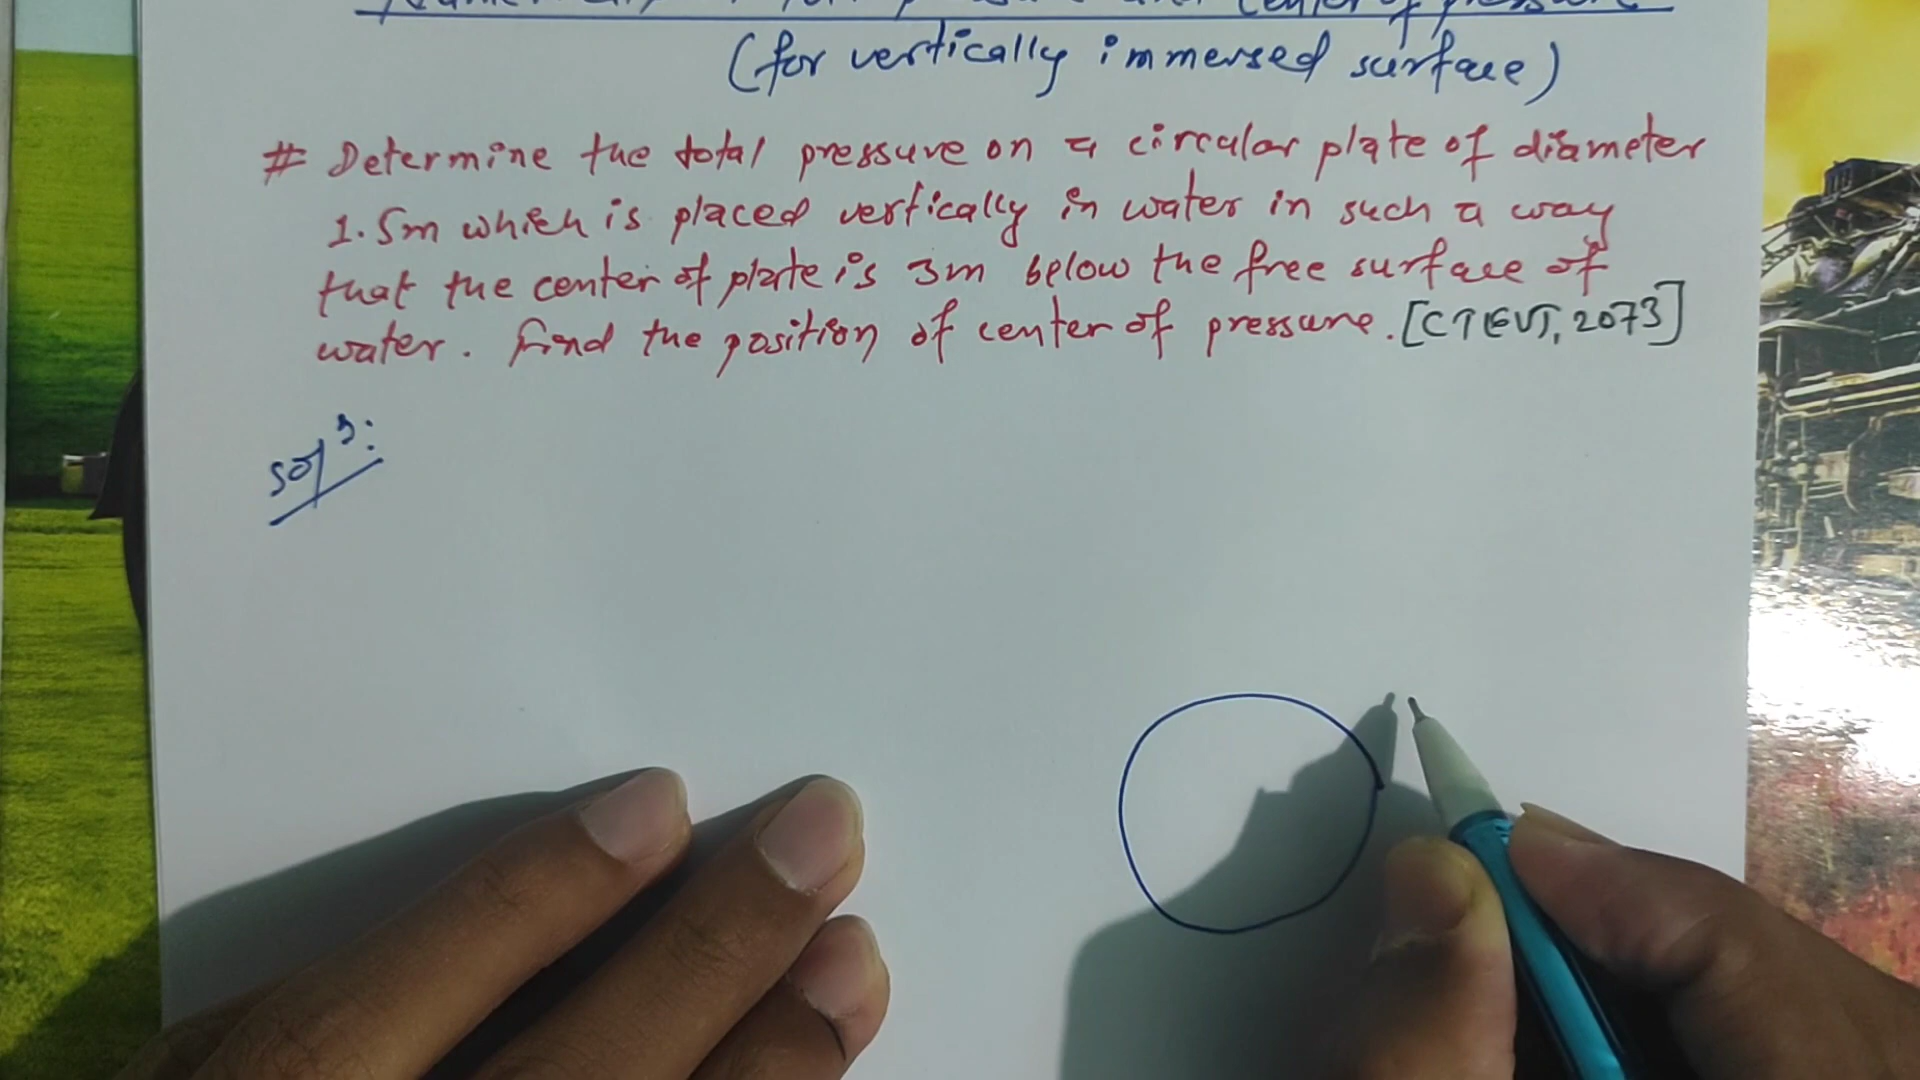 (for vertically immersed surface)
# Determine the total pressure on a circular plate of diameter
1.5m which is placed vertically in water in such a way
that the center of plate is 3m below the free surface of
water. Find the position of center of pressure. [CTEVT, 2073]
Sol^n: